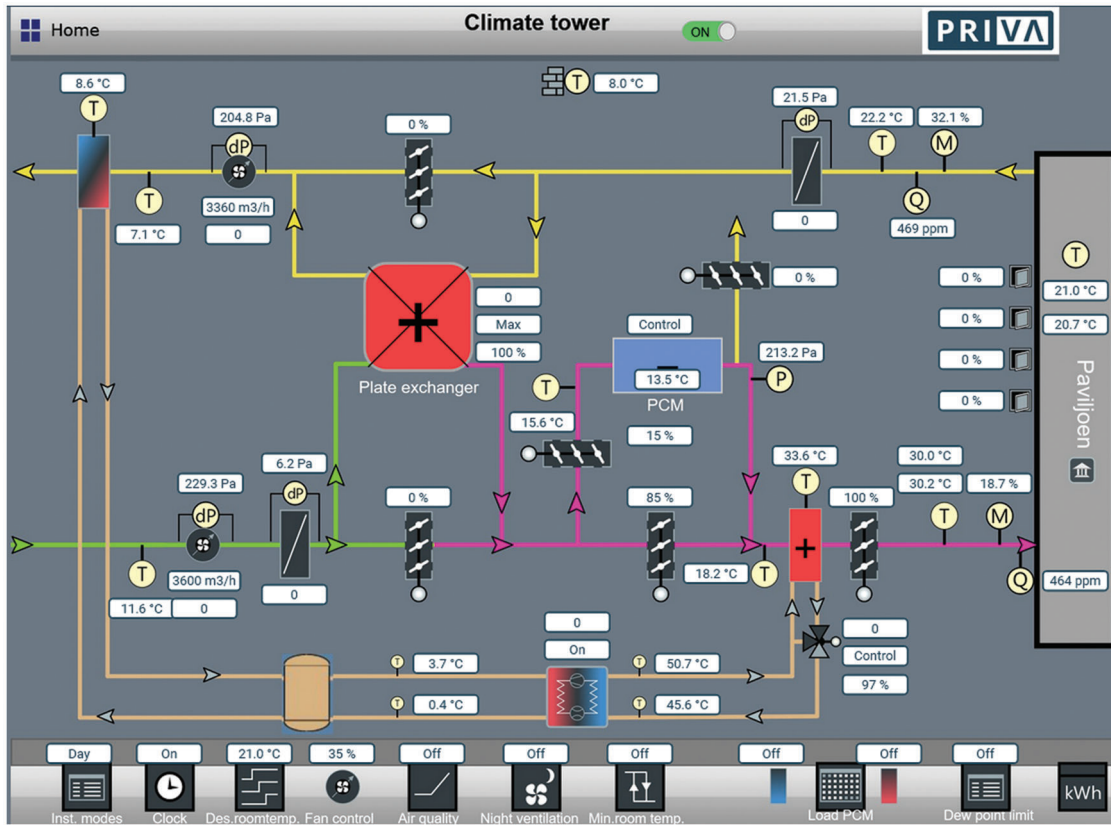 Home
Climate tower
ON
PRIVA
8.6 °C
T
204.8 Pa
dP
0 %
T
8.0 °C
21.5 Pa
dP
22.2 °C
32.1 %
T
M
T
3360 m3/h
7.1 °C
0
0
Q
469 ppm
0
Max
100 %
Plate exchanger
Control
13.5 °C
PCM
15 %
T
15.6 °C
0 %
213.2 Pa
P
0 %
0 %
0 %
0 %
T
21.0 °C
20.7 °C
Paviljoen
229.3 Pa
dP
6.2 Pa
dP
0 %
85 %
33.6 °C
T
100 %
30.0 °C
30.2 °C
18.7 %
T
M
T
11.6 °C
3600 m3/h
0
0
18.2 °C
T
Q
464 ppm
0
On
0
Control
97 %
T
3.7 °C
T
50.7 °C
T
0.4 °C
T
45.6 °C
Day
On
21.0 °C
35 %
Off
Off
Off
Off
Off
Off
Inst. modes
Clock
Des.roomtemp.
Fan control
Air quality
Night ventilation
Min.room temp.
Load PCM
Dew point limit
kWh